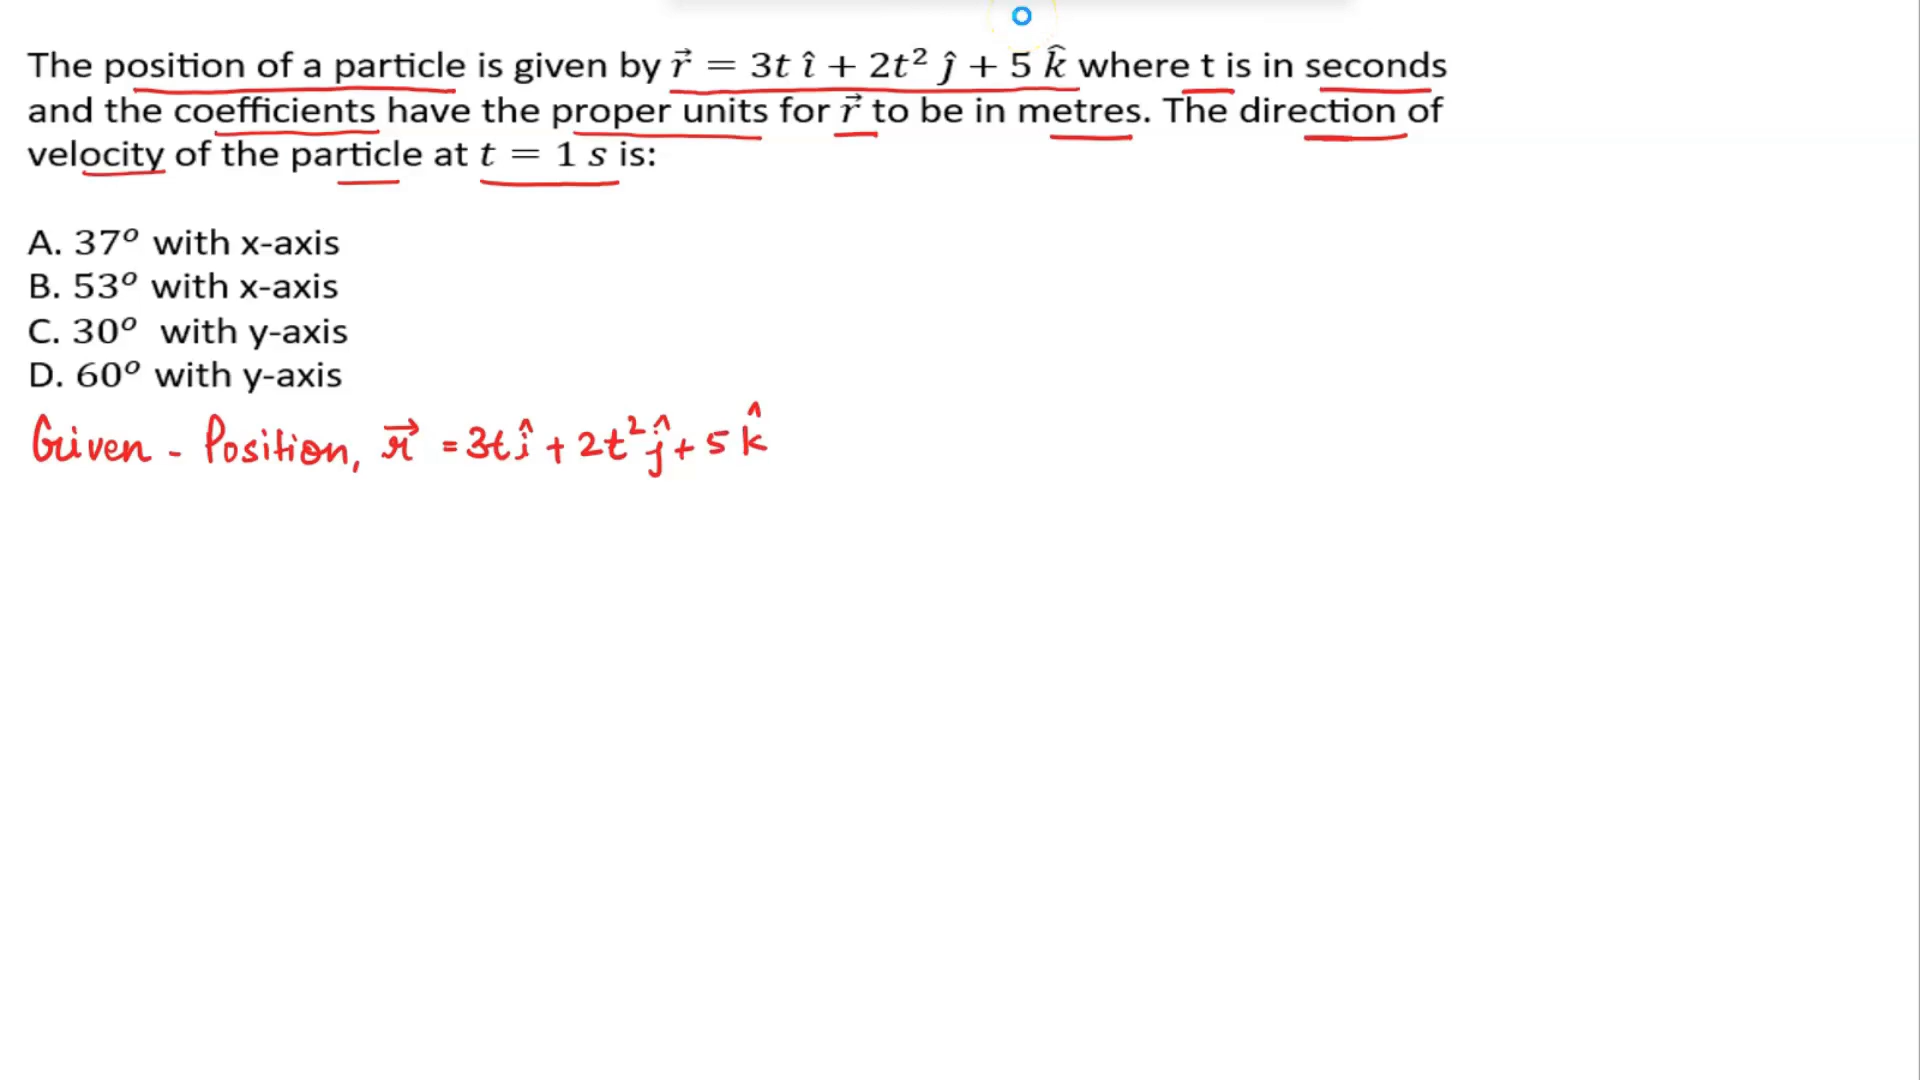 The position of a particle is given by r⃗ = 3t î + 2t² ĵ + 5 k̂ where t is in seconds
and the coefficients have the proper units for r⃗ to be in metres. The direction of
velocity of the particle at t = 1 s is:
A. 37° with x-axis
B. 53° with x-axis
C. 30° with y-axis
D. 60° with y-axis
Given - Position, r⃗ = 3t î + 2t² ĵ + 5 k̂